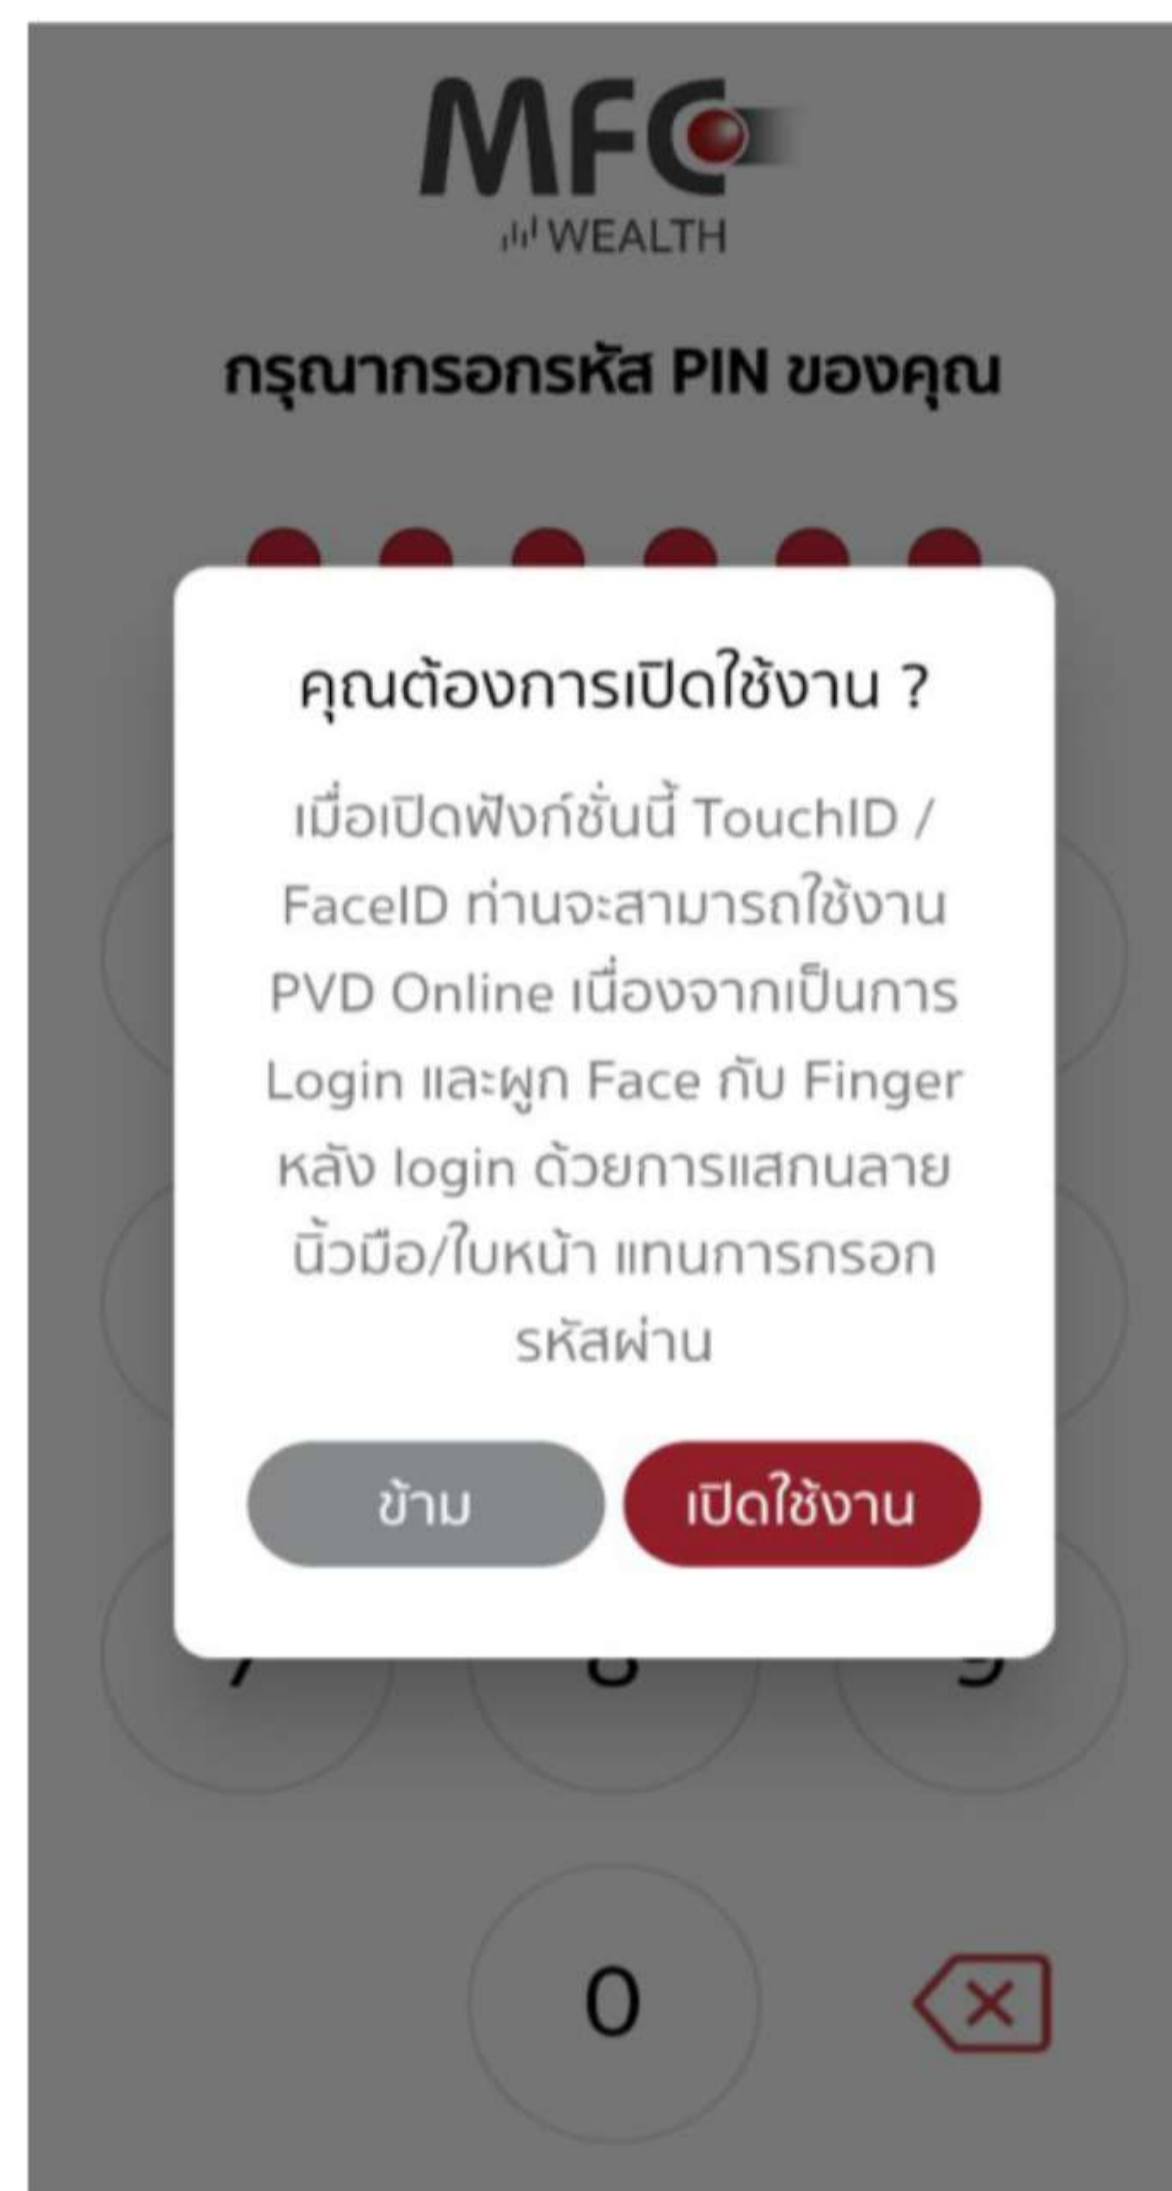 MFC
WEALTH
กรุณากรอกรหัส PIN ของคุณ
คุณต้องการเปิดใช้งาน ?
เมื่อเปิดฟังก์ชั่นนี้ TouchID /
FaceID ท่านจะสามารถใช้งาน
PVD Online เนื่องจากเป็นการ
Login และผูก Face กับ Finger
หลัง login ด้วยการแสกนลาย
นิ้วมือ/ใบหน้า แทนการกรอก
รหัสผ่าน
ข้าม เปิดใช้งาน
7 8 9
0